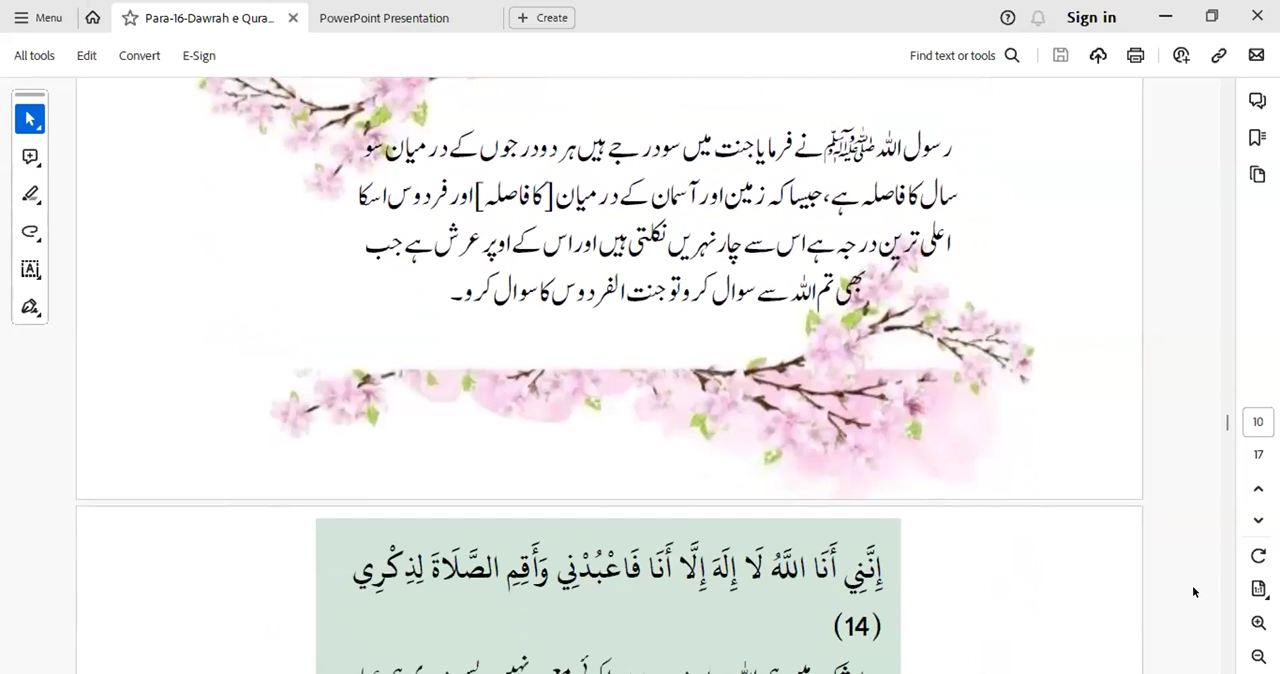 Menu
Para-16-Dawrah e Qura...
PowerPoint Presentation
Create
Sign in
All tools
Edit
Convert
E-Sign
Find text or tools
رسول اللہ ﷺ نے فرمایا جنت میں سو درجے ہیں ہر دو درجوں کے درمیان سو
سال کا فاصلہ ہے، جیسا کہ زمین اور آسمان کے درمیان [کا فاصلہ] اور فردوس اسکا
اعلی ترین درجہ ہے اس سے چار نہریں نکلتی ہیں اور اس کے اوپر عرش ہے جب
بھی تم اللہ سے سوال کرو تو جنت الفردوس کا سوال کرو۔
إِنَّنِي أَنَا اللَّهُ لَا إِلَهَ إِلَّا أَنَا فَاعْبُدْنِي وَأَقِمِ الصَّلَاةَ لِذِكْرِي
(14)
10
17